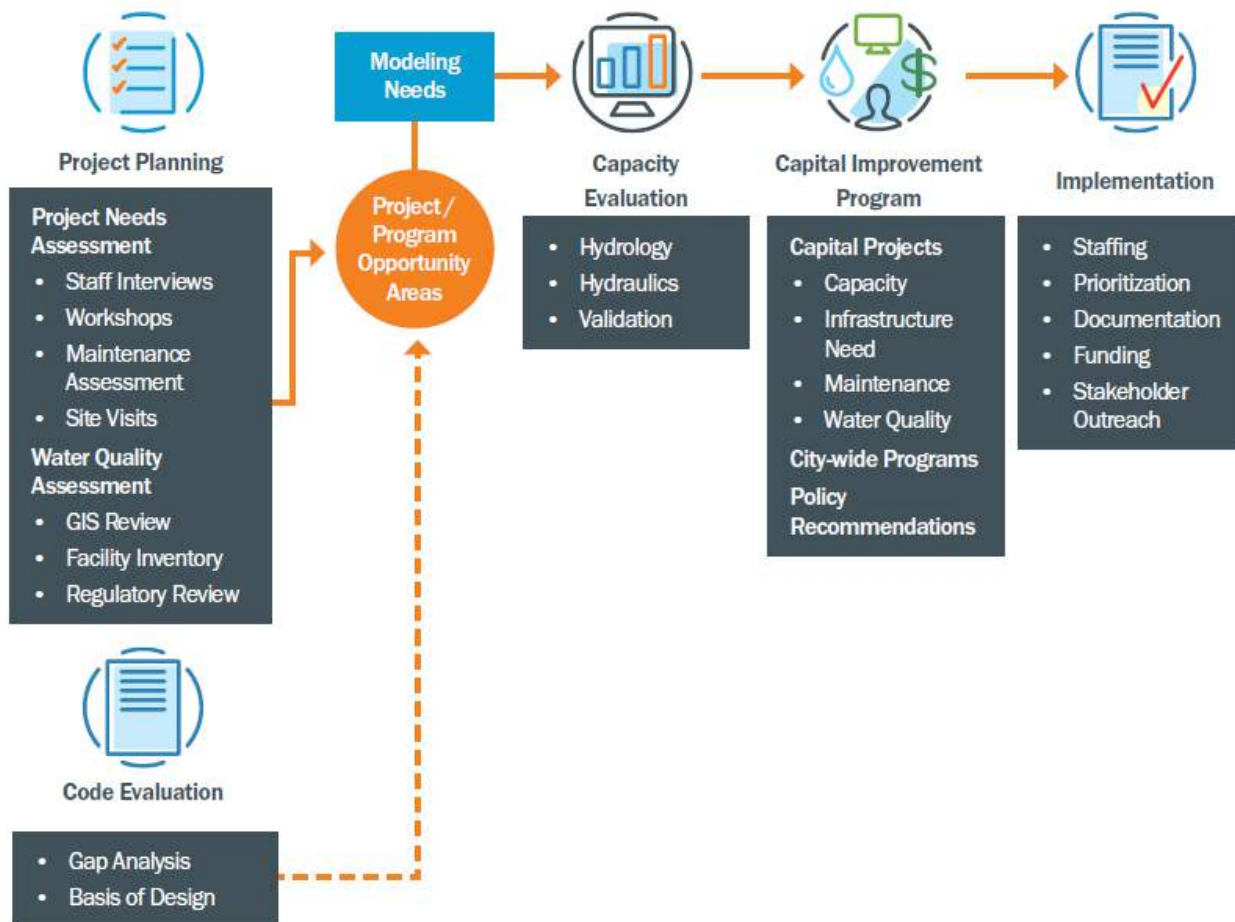 Project Planning
Project Needs
Assessment
• Staff Interviews
• Workshops
• Maintenance
Assessment
• Site Visits
Water Quality
Assessment
• GIS Review
• Facility Inventory
• Regulatory Review
Code Evaluation
• Gap Analysis
• Basis of Design
Modeling
Needs
Project /
Program
Opportunity
Areas
Capacity
Evaluation
• Hydrology
• Hydraulics
• Validation
$
Capital Improvement
Program
Capital Projects
• Capacity
• Infrastructure
Need
• Maintenance
• Water Quality
City-wide Programs
Policy
Recommendations
Implementation
• Staffing
• Prioritization
• Documentation
• Funding
• Stakeholder
Outreach